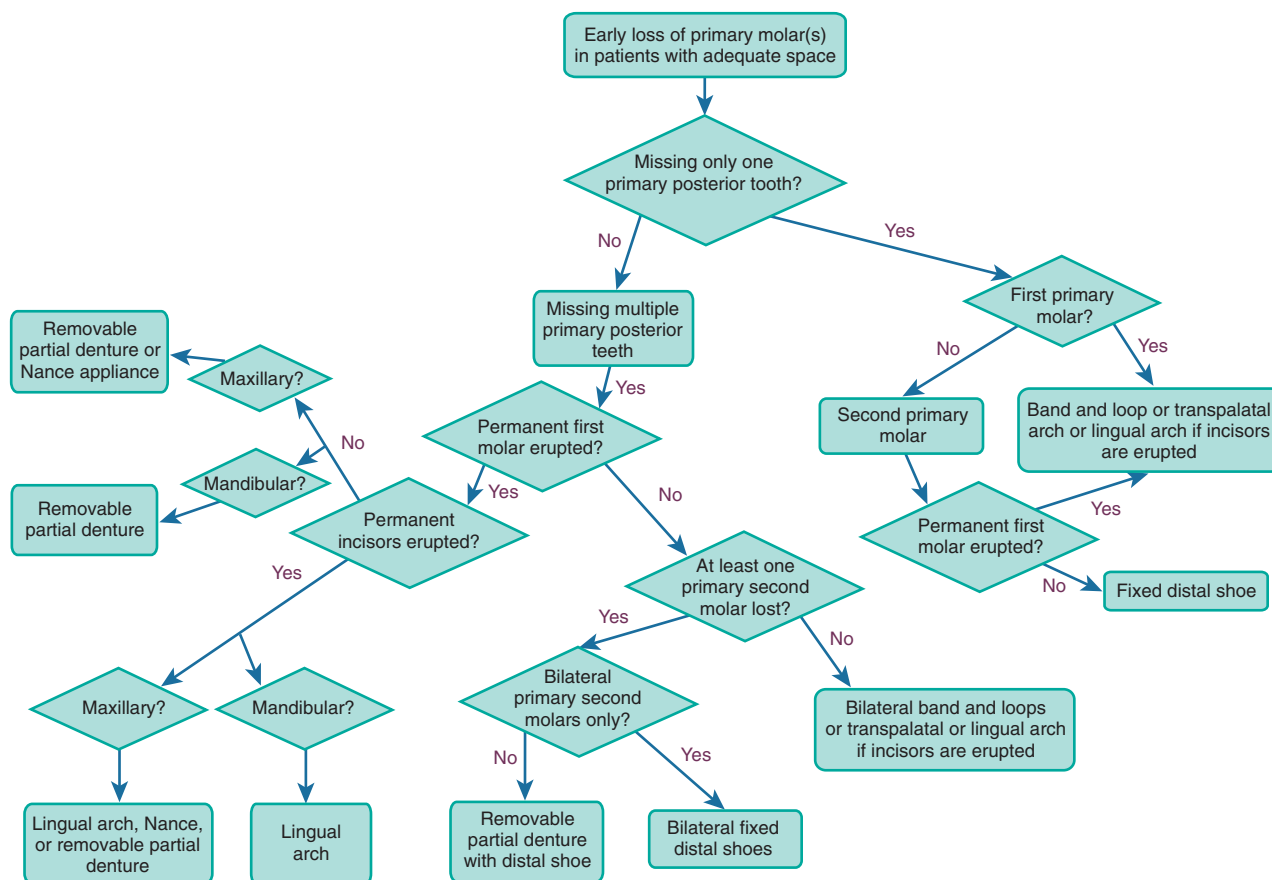 Early loss of primary molar(s)
in patients with adequate space
Missing only one
primary posterior tooth?
No
Yes
Missing multiple
primary posterior
teeth
First primary
molar?
Removable
partial denture or
Nance appliance
Maxillary?
Yes
No
Yes
Permanent first
molar erupted?
Second primary
molar
Band and loop or transpalatal
arch or lingual arch if incisors
are erupted
No
Mandibular?
Removable
partial denture
Yes
No
Permanent
incisors erupted?
Yes
Permanent first
molar erupted?
At least one
primary second
molar lost?
No
Fixed distal shoe
Yes
Yes
No
Bilateral
primary second
molars only?
Maxillary?
Mandibular?
Bilateral band and loops
or transpalatal or lingual arch
if incisors are erupted
No
Yes
Lingual arch, Nance,
or removable partial
denture
Lingual
arch
Removable
partial denture
with distal shoe
Bilateral fixed
distal shoes